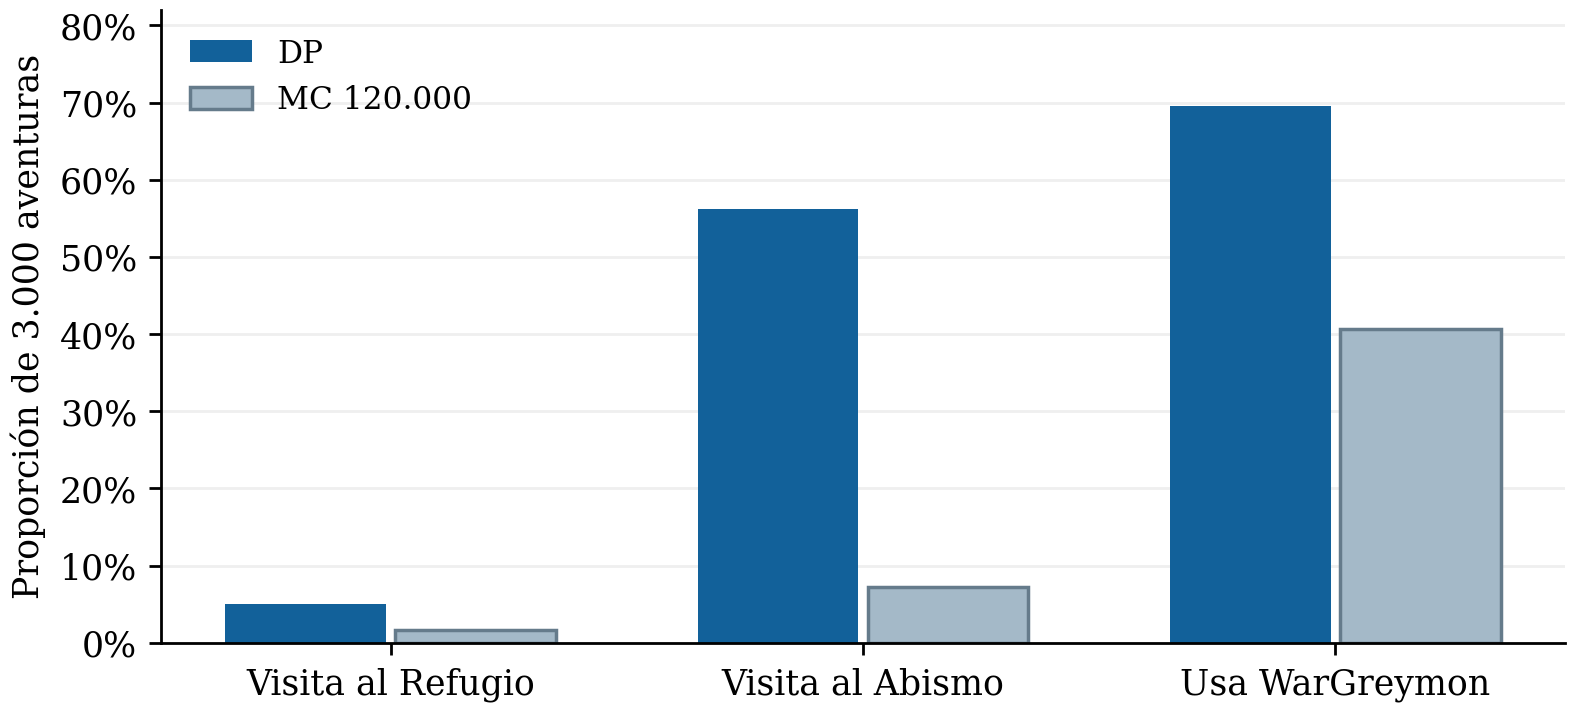 Proporción de 3.000 aventuras
80%
70%
60%
50%
40%
30%
20%
10%
0%
DP
MC 120.000
Visita al Refugio
Visita al Abismo
Usa WarGreymon